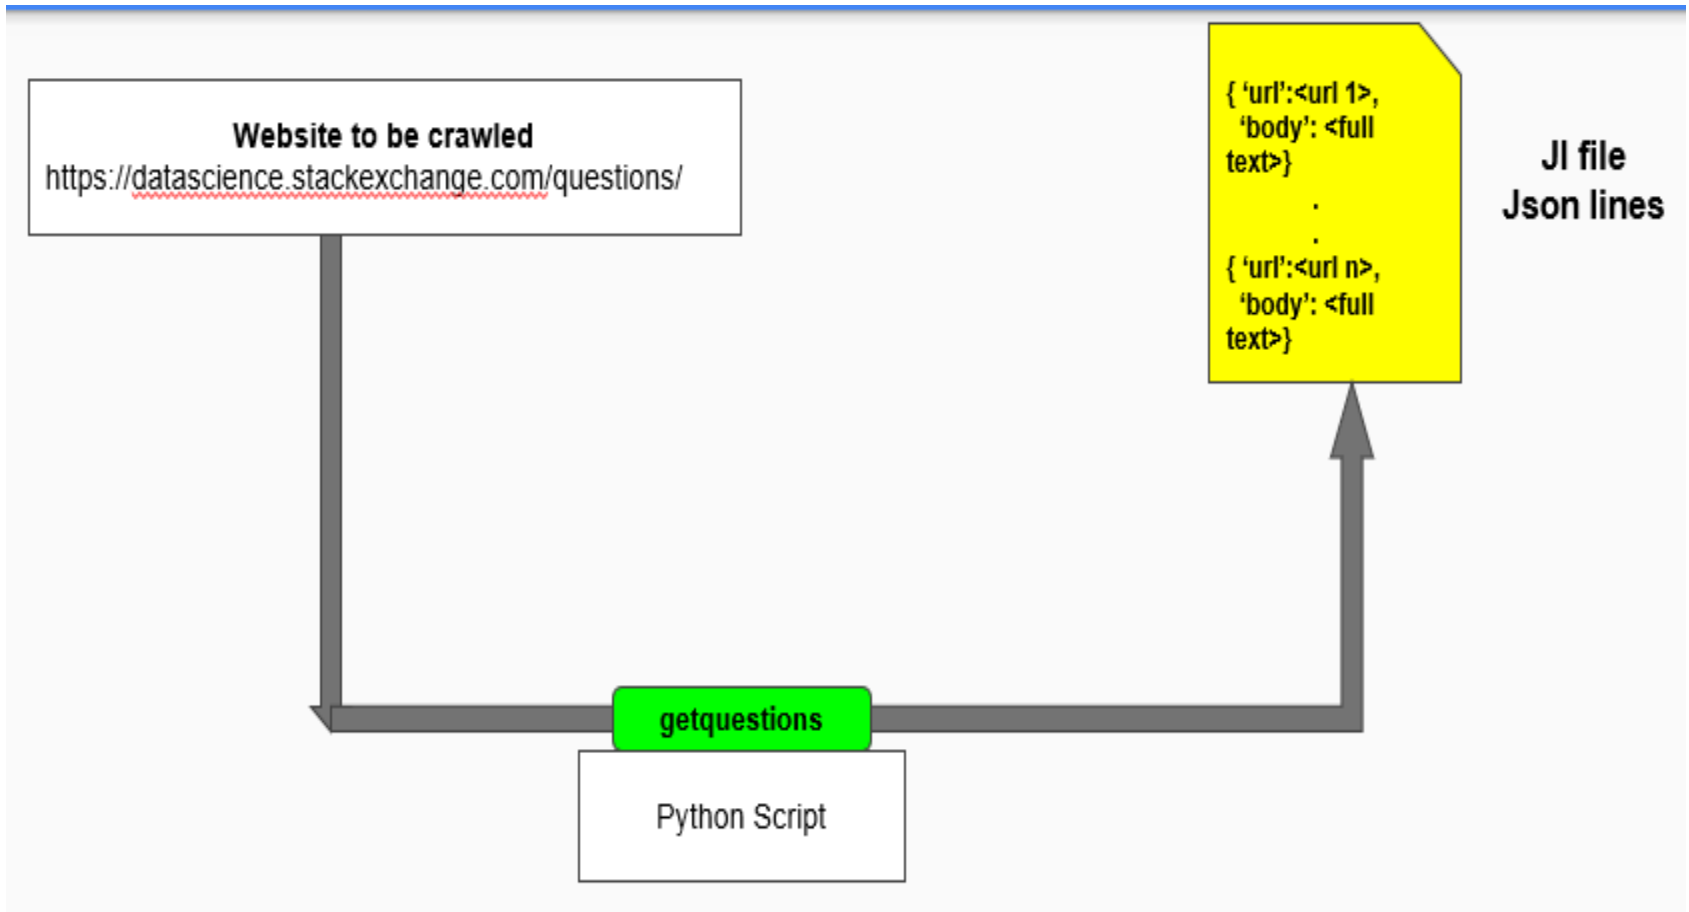 Website to be crawled
https://datascience.stackexchange.com/questions/
{ ‘url’:<url 1>,
‘body’: <full
text>}
.
.
{ ‘url’:<url n>,
‘body’: <full
text>}
Jl file
Json lines
getquestions
Python Script